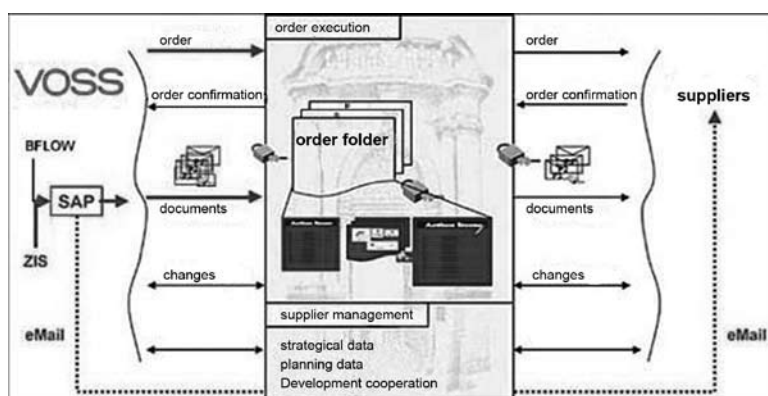 order execution
order
order
VOSS
order confirmation
order confirmation
suppliers
order folder
BFLOW
SAP
documents
documents
ZIS
changes
changes
supplier management
eMail
eMail
strategical data
planning data
Development cooperation